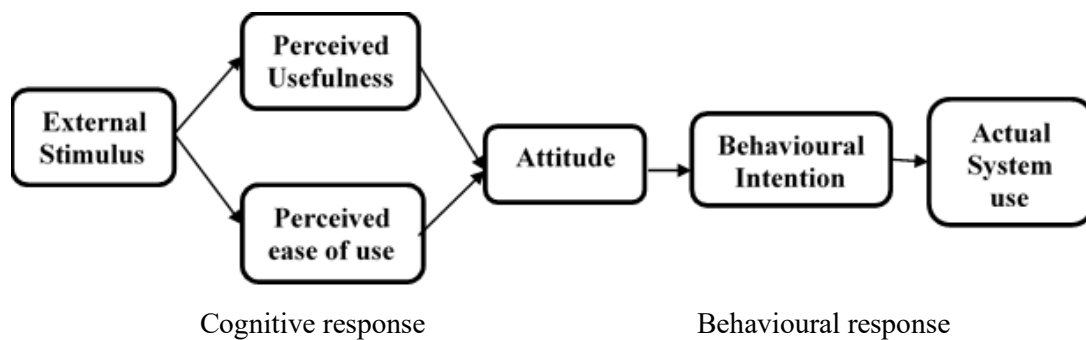 External
Stimulus
Perceived
Usefulness
Perceived
ease of use
Attitude
Behavioural
Intention
Actual
System
use
Cognitive response
Behavioural response